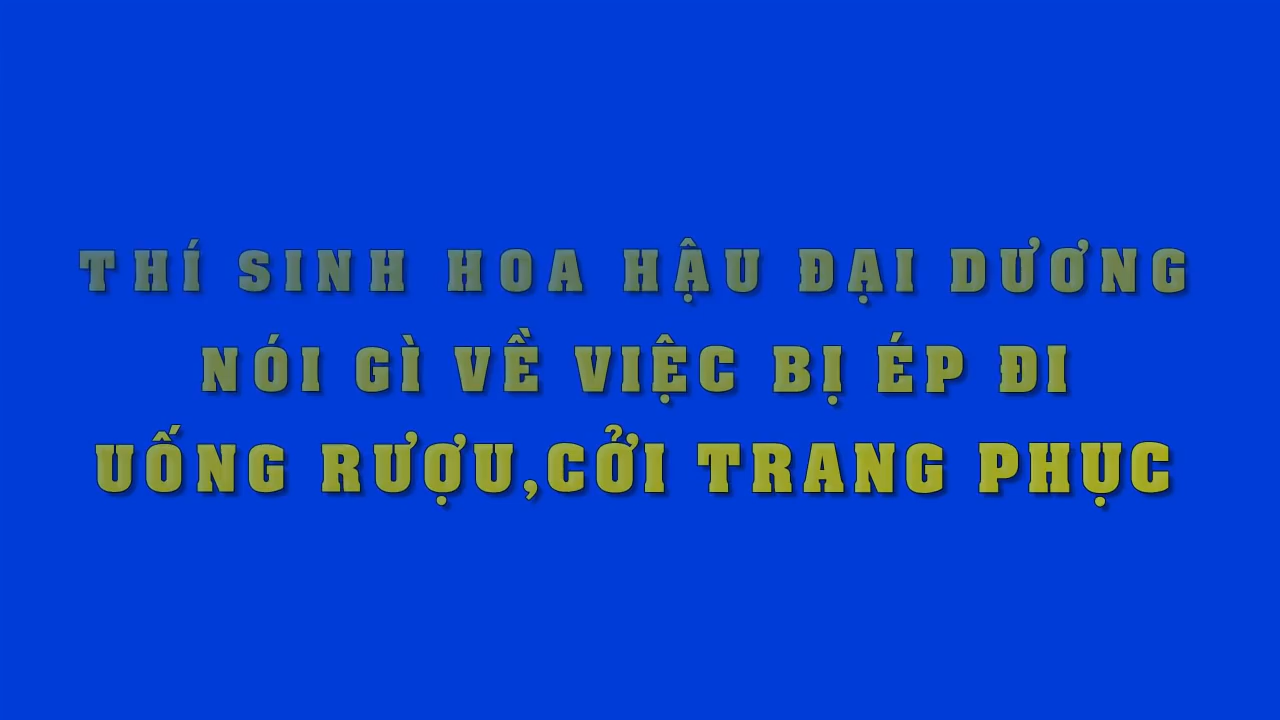 THÍ SINH HOA HẬU ĐẠI DƯƠNG
NÓI GÌ VỀ VIỆC BỊ ÉP ĐI
UỐNG RƯỢU,CỞI TRANG PHỤC